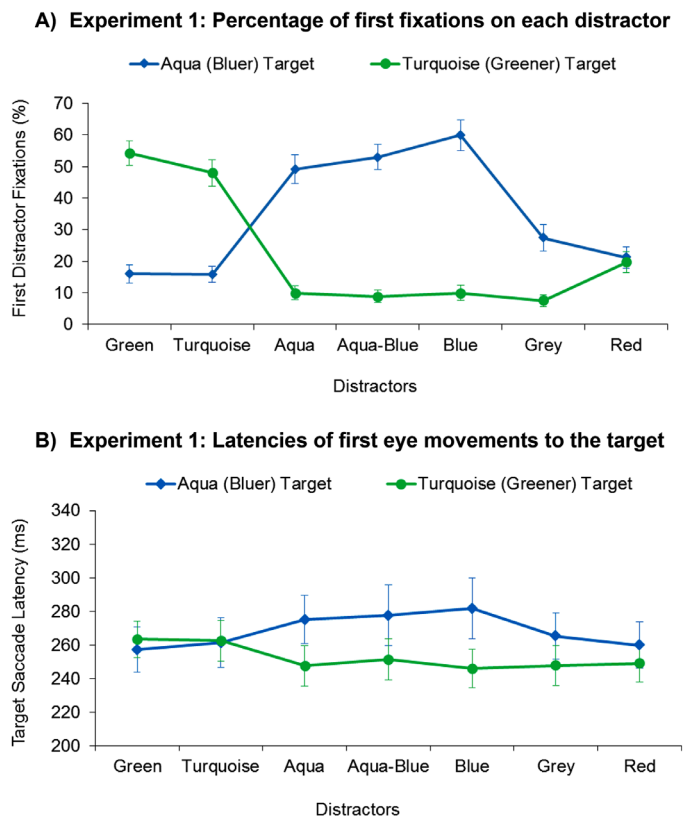 A) Experiment 1: Percentage of first fixations on each distractor
Aqua (Bluer) Target Turquoise (Greener) Target
First Distractor Fixations (%)
70
60
50
40
30
20
10
0
Green Turquoise Aqua Aqua-Blue Blue Grey Red
Distractors
B) Experiment 1: Latencies of first eye movements to the target
Aqua (Bluer) Target Turquoise (Greener) Target
Target Saccade Latency (ms)
340
320
300
280
260
240
220
200
Green Turquoise Aqua Aqua-Blue Blue Grey Red
Distractors